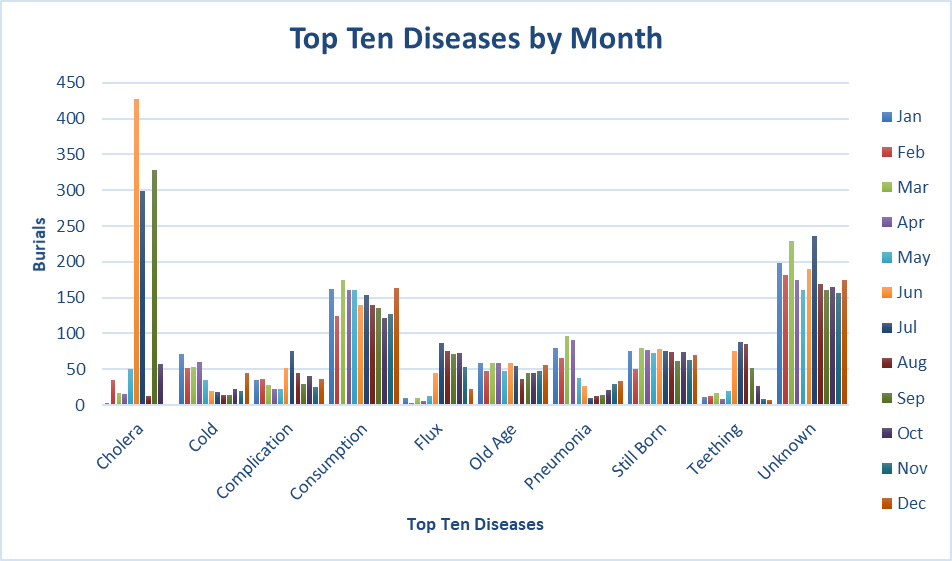 Top Ten Diseases by Month
450
400
350
300
250
200
150
100
50
0
Burials
Cholera
Cold
Complication
Consumption
Flux
Old Age
Pneumonia
Still Born
Teething
Unknown
Top Ten Diseases
Jan
Feb
Mar
Apr
May
Jun
Jul
Aug
Sep
Oct
Nov
Dec